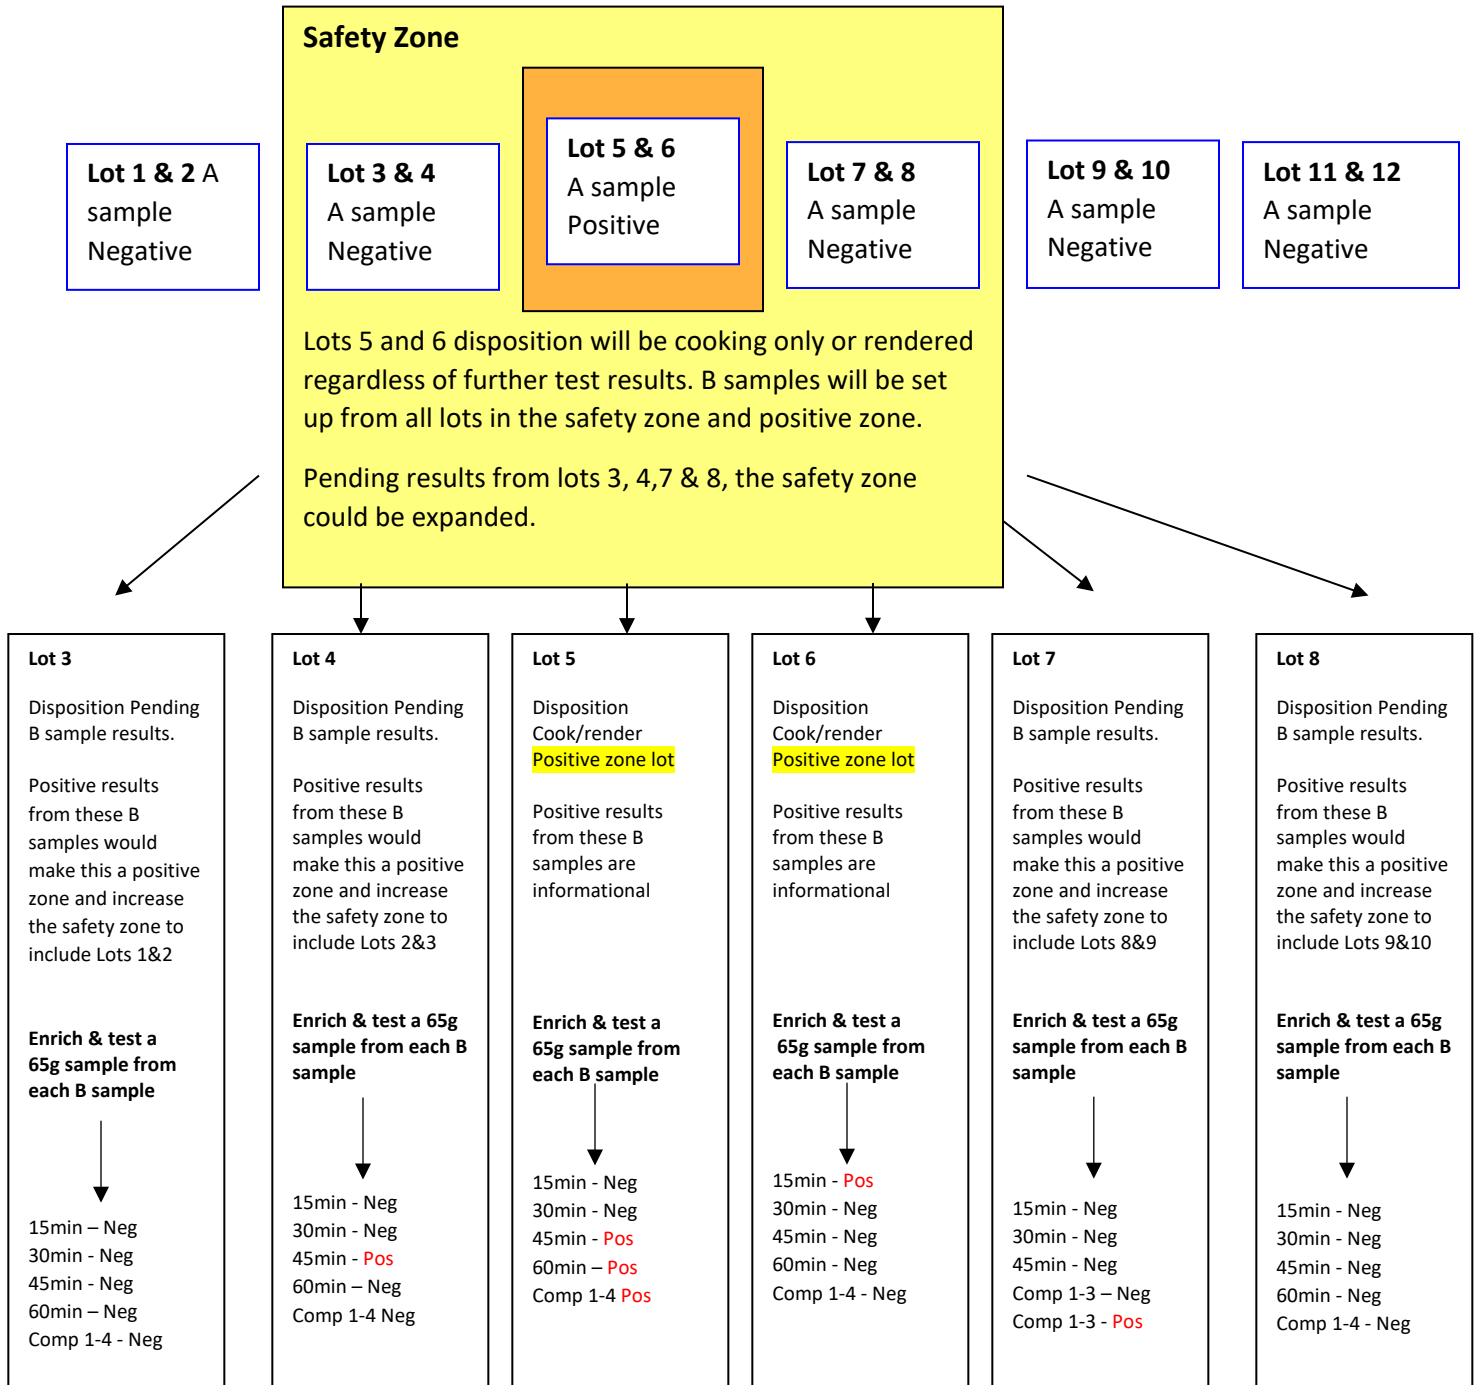 Safety Zone
Lot 1 & 2 A
sample
Negative
Lot 3 & 4
A sample
Negative
Lot 5 & 6
A sample
Positive
Lot 7 & 8
A sample
Negative
Lot 9 & 10
A sample
Negative
Lot 11 & 12
A sample
Negative
Lots 5 and 6 disposition will be cooking only or rendered
regardless of further test results. B samples will be set
up from all lots in the safety zone and positive zone.
Pending results from lots 3, 4,7 & 8, the safety zone
could be expanded.
Lot 3
Disposition Pending
B sample results.
Positive results
from these B
samples would
make this a positive
zone and increase
the safety zone to
include Lots 1&2
Enrich & test a
65g sample from
each B sample
15min – Neg
30min - Neg
45min - Neg
60min – Neg
Comp 1-4 - Neg
Lot 4
Disposition Pending
B sample results.
Positive results
from these B
samples would
make this a positive
zone and increase
the safety zone to
include Lots 2&3
Enrich & test a 65g
sample from each B
sample
15min - Neg
30min - Neg
45min - Pos
60min – Neg
Comp 1-4 Neg
Lot 5
Disposition
Cook/render
Positive zone lot
Positive results
from these B
samples are
informational
Enrich & test a
65g sample from
each B sample
15min - Neg
30min - Neg
45min - Pos
60min – Pos
Comp 1-4 Pos
Lot 6
Disposition
Cook/render
Positive zone lot
Positive results
from these B
samples are
informational
Enrich & test a
65g sample from
each B sample
15min - Pos
30min - Neg
45min - Neg
60min - Neg
Comp 1-4 - Neg
Lot 7
Disposition Pending
B sample results.
Positive results
from these B
samples would
make this a positive
zone and increase
the safety zone to
include Lots 8&9
Enrich & test a 65g
sample from each B
sample
15min - Neg
30min - Neg
45min - Neg
Comp 1-3 – Neg
Comp 1-3 - Pos
Lot 8
Disposition Pending
B sample results.
Positive results
from these B
samples would
make this a positive
zone and increase
the safety zone to
include Lots 9&10
Enrich & test a 65g
sample from each B
sample
15min - Neg
30min - Neg
45min - Neg
60min - Neg
Comp 1-4 - Neg